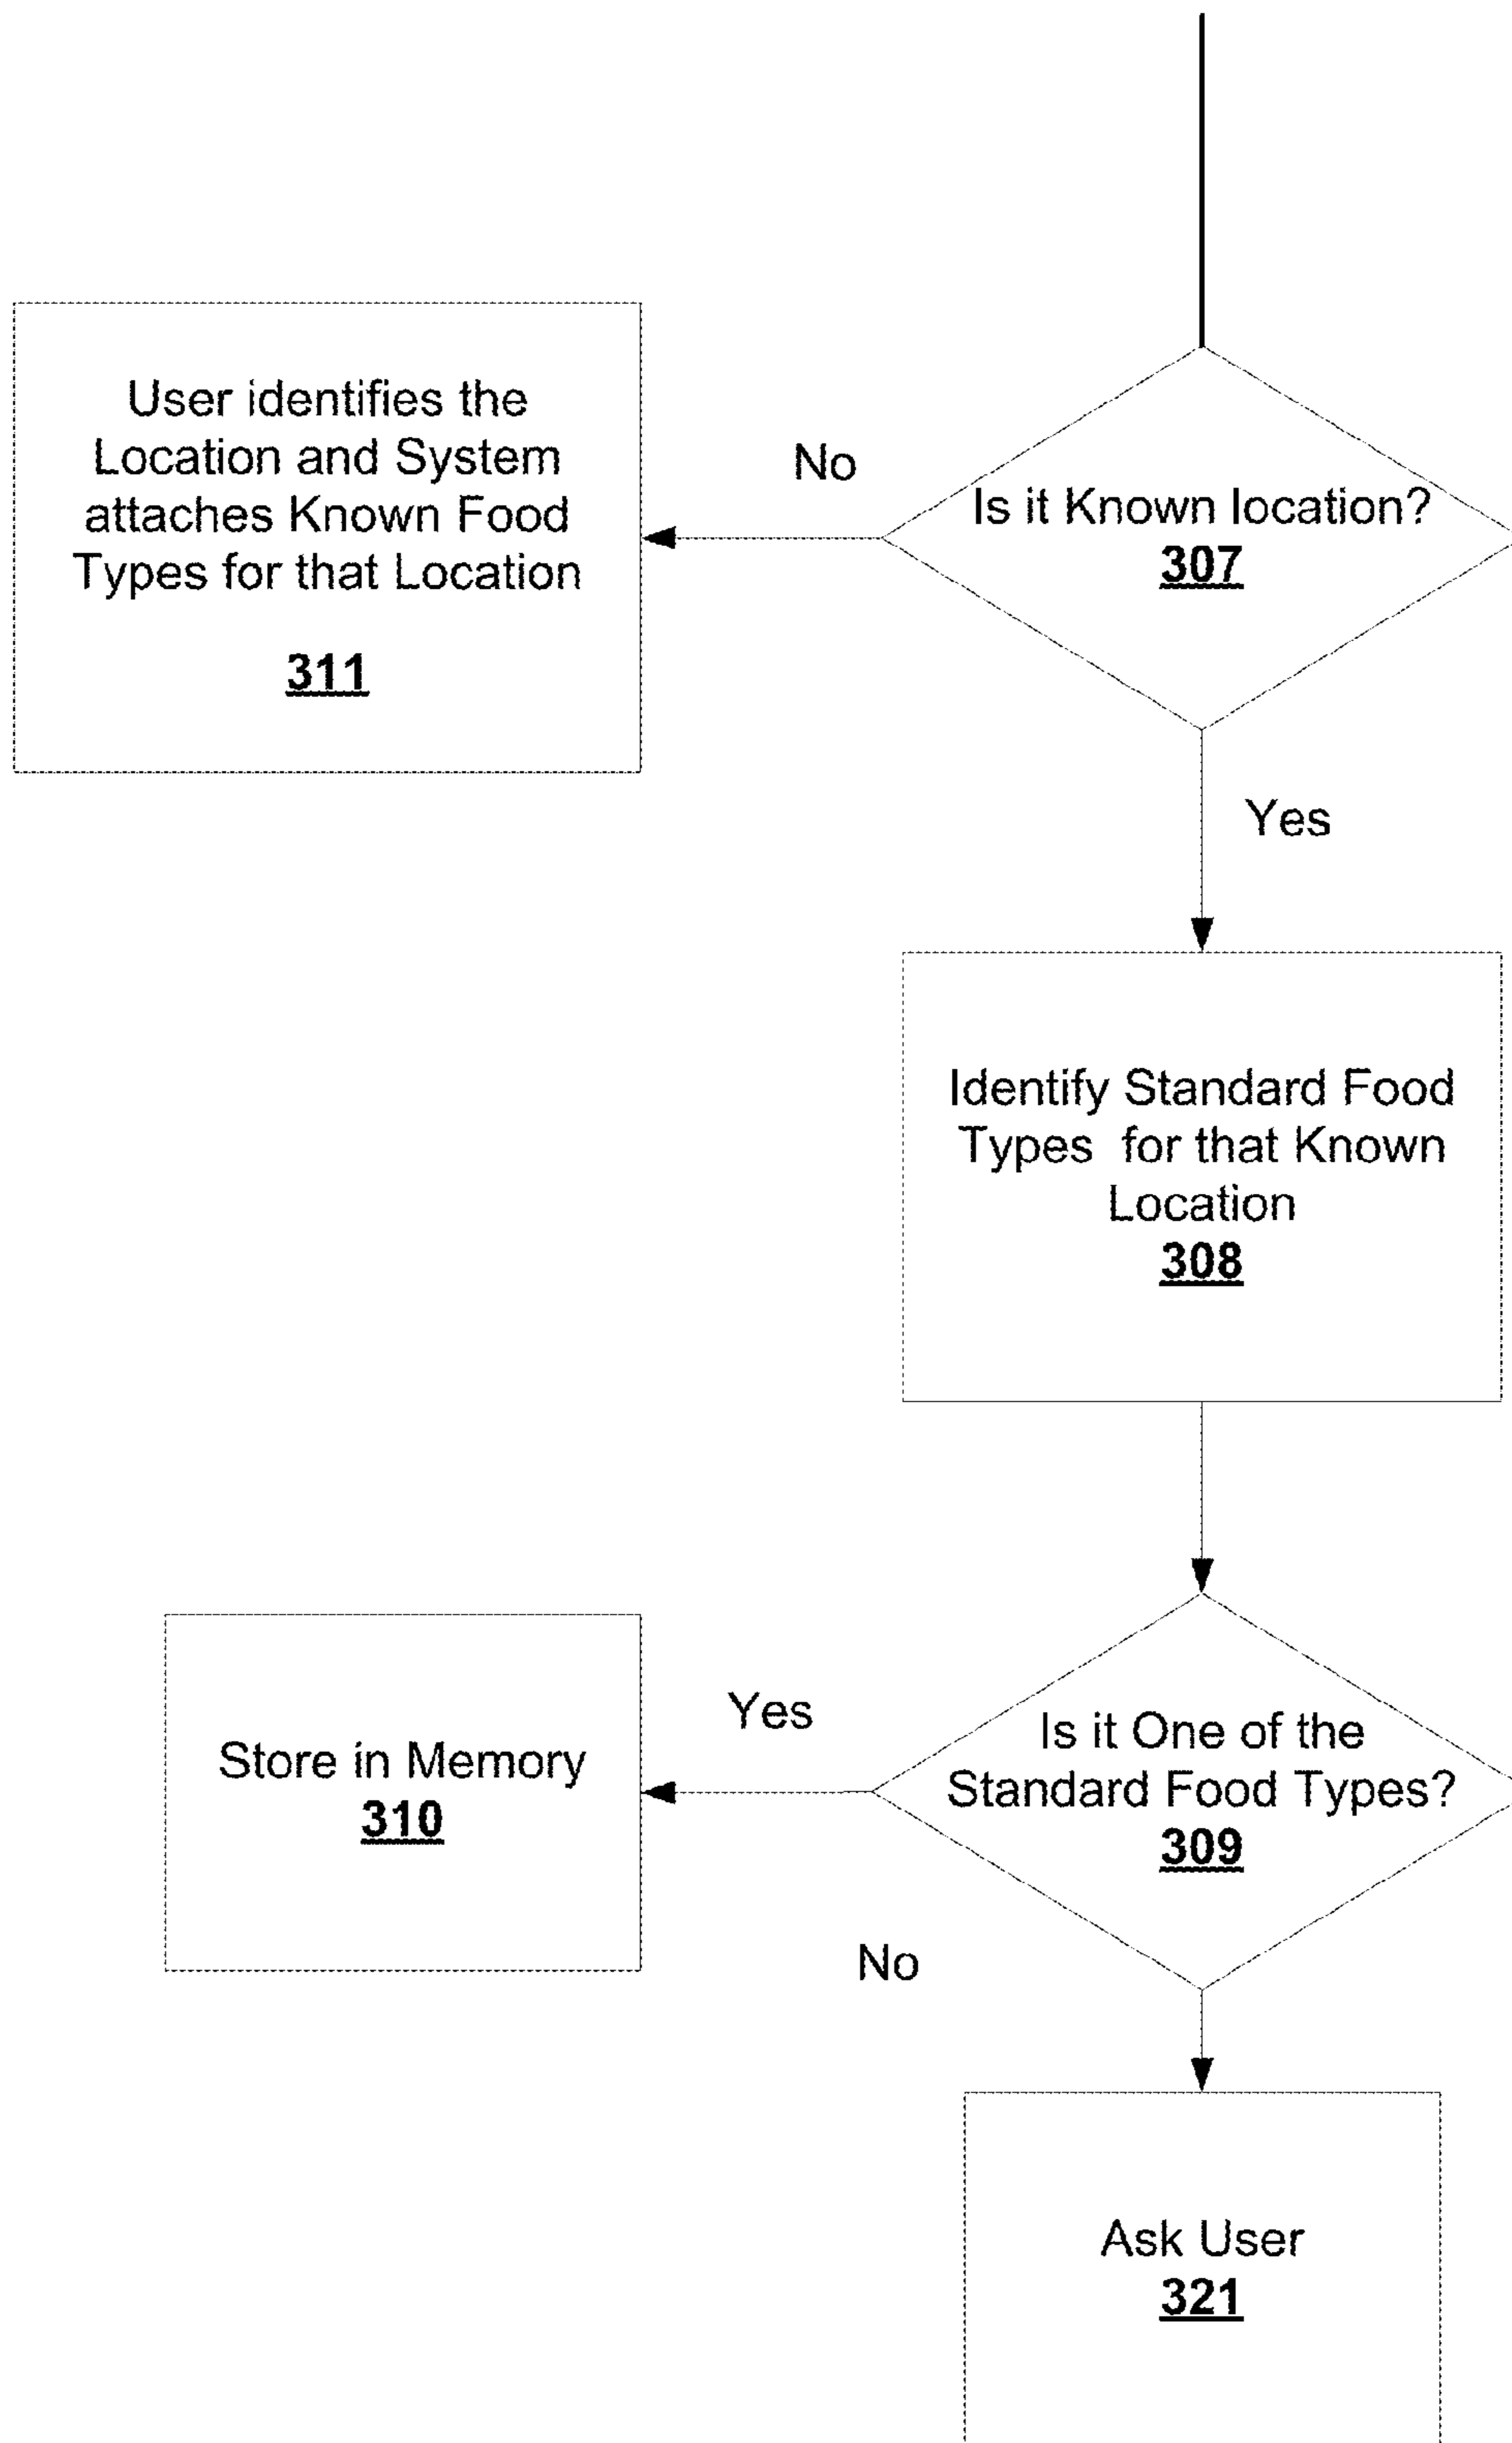 User identifies the
Location and System
attaches Known Food
Types for that Location
311
No
Is it Known location?
307
Yes
Identify Standard Food
Types for that Known
Location
308
Yes
Is it One of the
Standard Food Types?
309
Store in Memory
310
No
Ask User
321